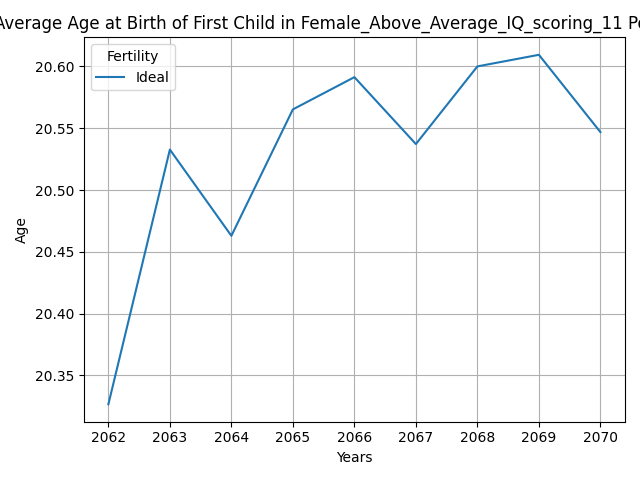 Average Age at Birth of First Child in Female_Above_Average_IQ_scoring_11
Fertility
Ideal
20.60
20.55
20.50
20.45
20.40
20.35
Age
2062 2063 2064 2065 2066 2067 2068 2069 2070
Years